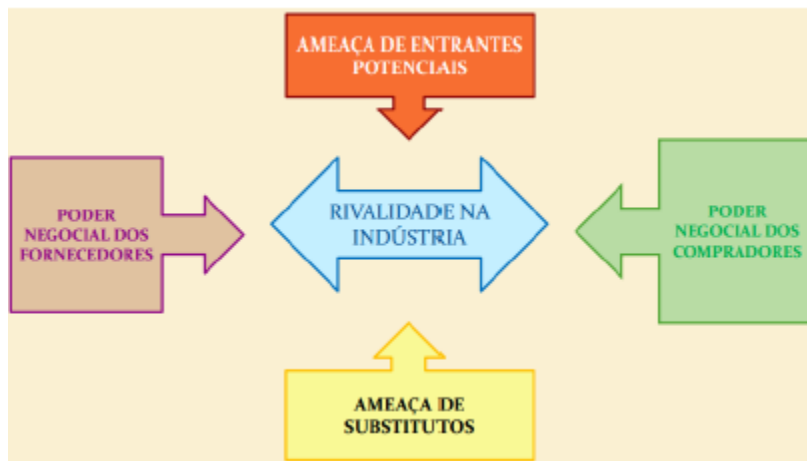 AMEAÇA DE ENTRANTES
POTENCIAIS
PODER
NEGOCIAL DOS
FORNECEDORES
RIVALIDADE NA
INDÚSTRIA
PODER
NEGOCIAL DOS
COMPRADORES
AMEAÇA DE
SUBSTITUTOS